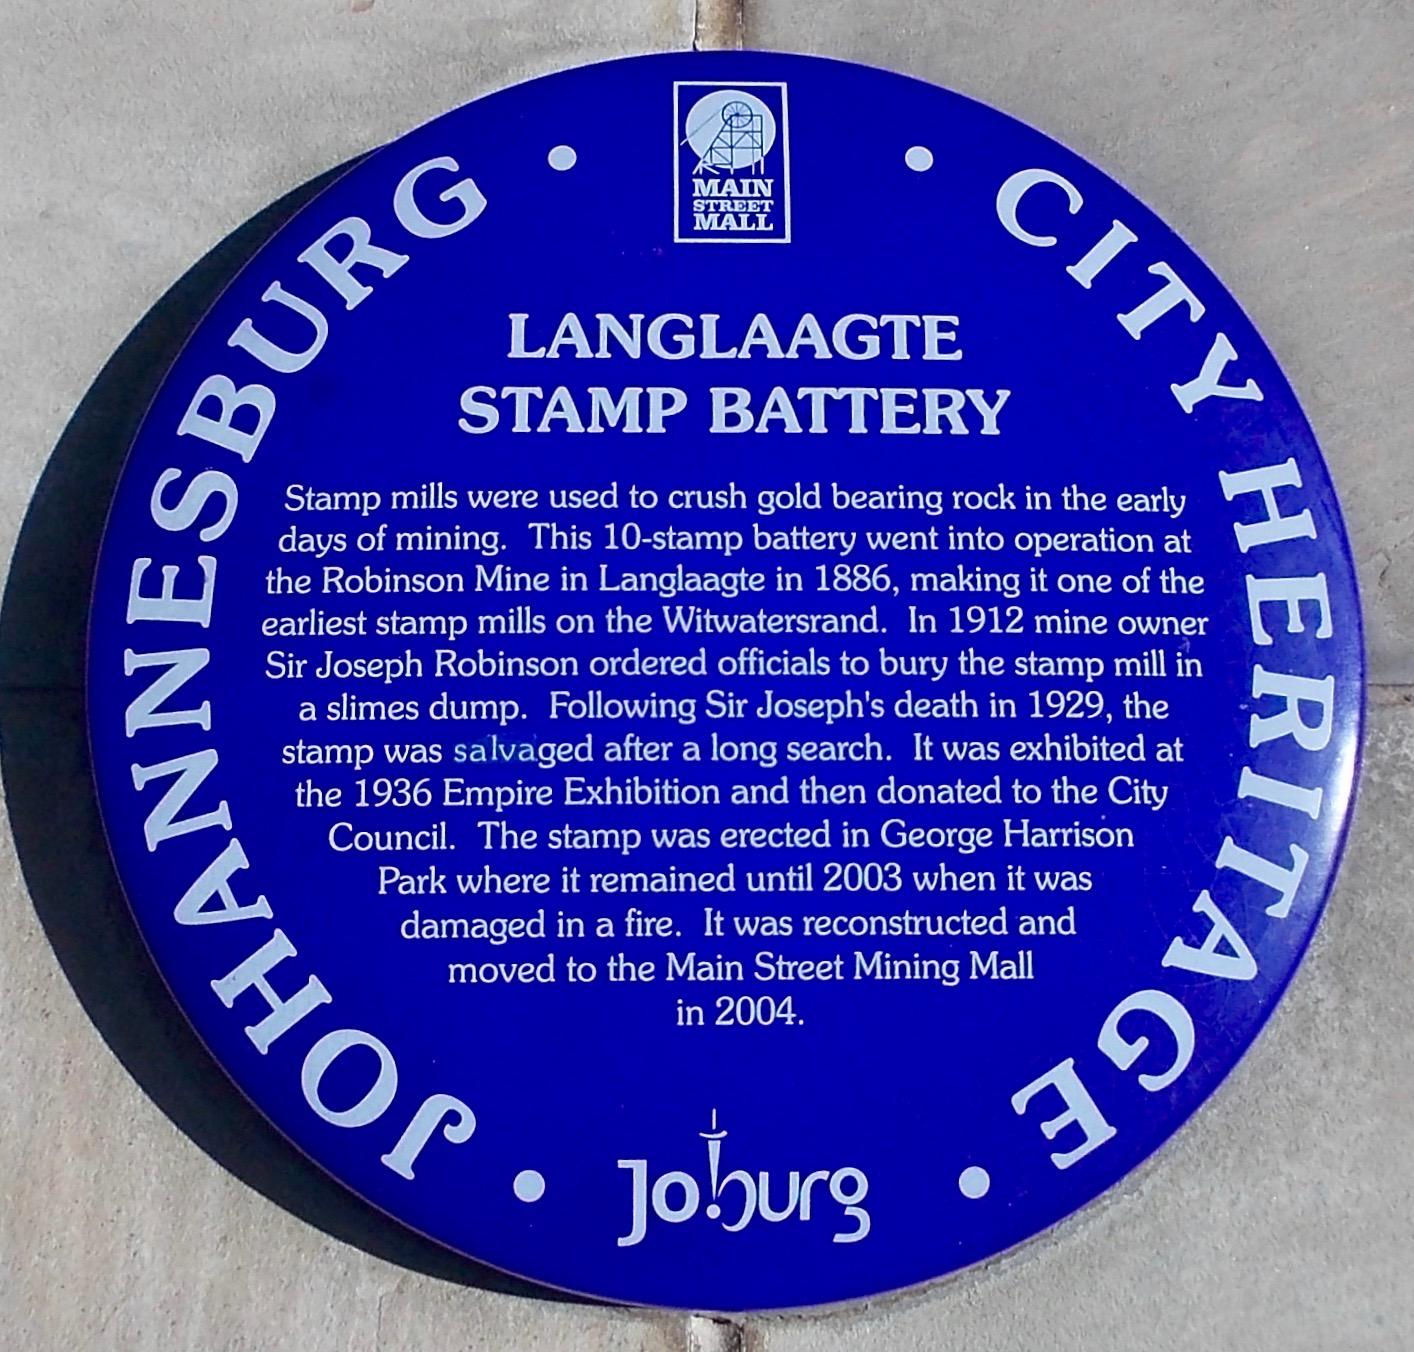 MAIN
STREET
MALL
JOHANNESBURG • CITY HERITAGE
LANGLAAGTE
STAMP BATTERY
Stamp mills were used to crush gold bearing rock in the early
days of mining. This 10-stamp battery went into operation at
the Robinson Mine in Langlaagte in 1886, making it one of the
earliest stamp mills on the Witwatersrand. In 1912 mine owner
Sir Joseph Robinson ordered officials to bury the stamp mill in
a slimes dump. Following Sir Joseph's death in 1929, the
stamp was salvaged after a long search. It was exhibited at
the 1936 Empire Exhibition and then donated to the City
Council. The stamp was erected in George Harrison
Park where it remained until 2003 when it was
damaged in a fire. It was reconstructed and
moved to the Main Street Mining Mall
in 2004.
Joburg